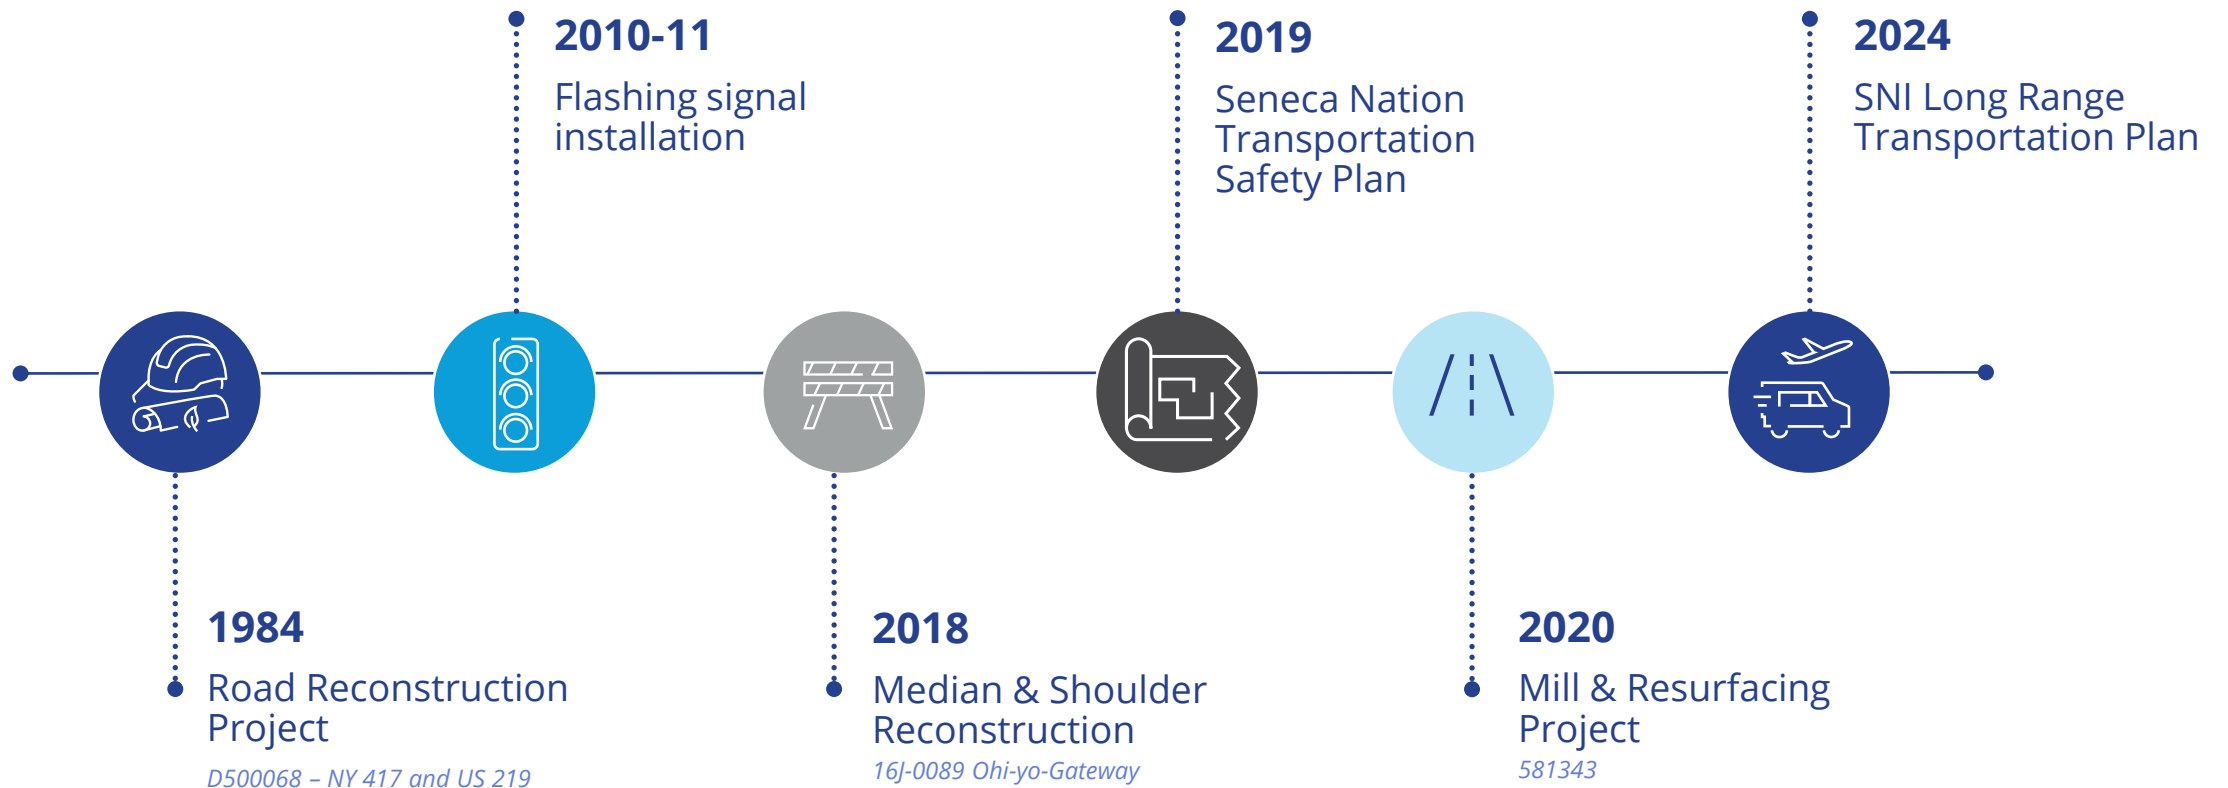 2010-11
Flashing signal
installation
2019
Seneca Nation
Transportation
Safety Plan
2024
SNI Long Range
Transportation Plan
1984
Road Reconstruction
Project
D500068 – NY 417 and US 219
2018
Median & Shoulder
Reconstruction
16J-0089 Ohi-yo-Gateway
2020
Mill & Resurfacing
Project
581343